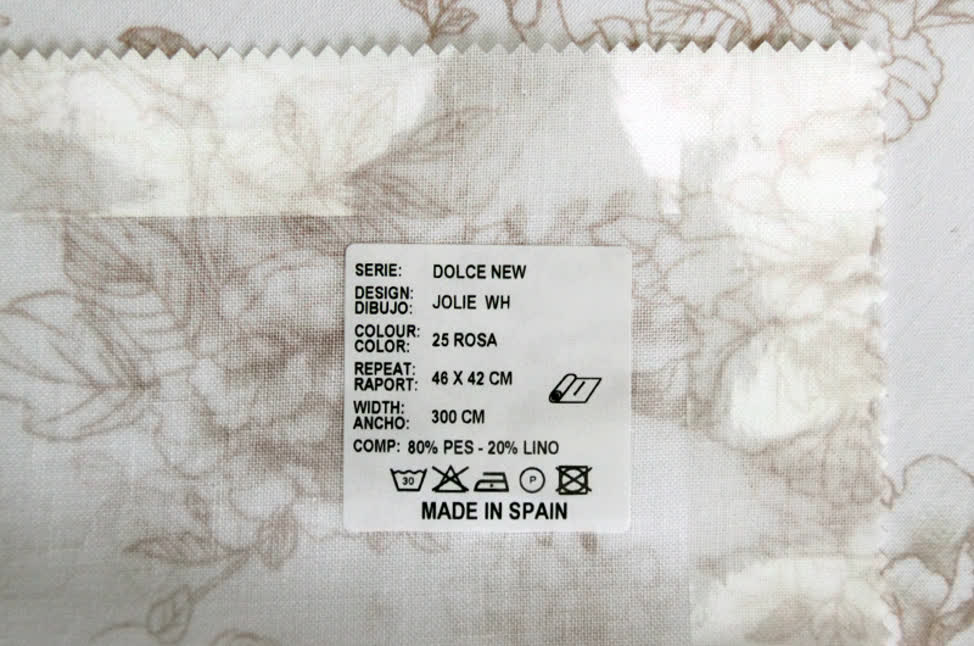 SERIE: DOLCE NEW
DESIGN:
DIBUJO: JOLIE WH
COLOUR:
COLOR: 25 ROSA
REPEAT:
RAPORT: 46 X 42 CM
WIDTH:
ANCHO: 300 CM
COMP: 80% PES - 20% LINO
30 P
MADE IN SPAIN